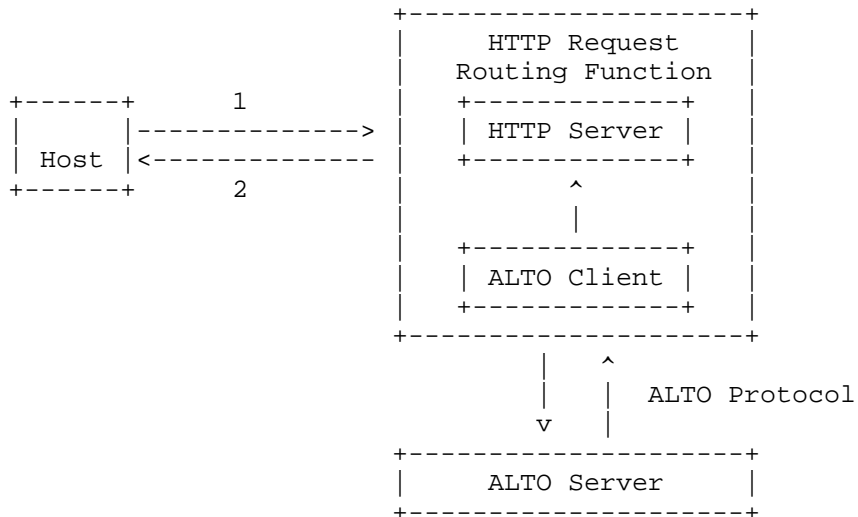 HTTP Request
Routing Function
1
HTTP Server
Host
2
ALTO Client
ALTO Protocol
ALTO Server